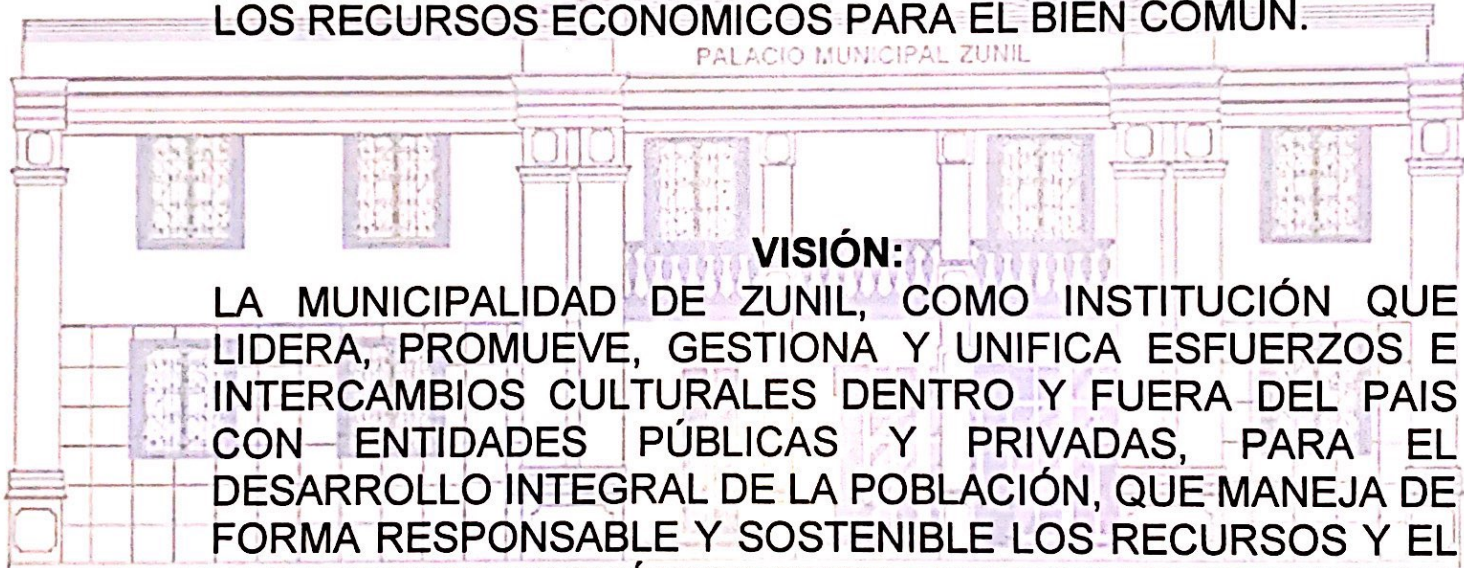 LOS RECURSOS ECONOMICOS PARA EL BIEN COMUN.
PALACIO MUNICIPAL ZUNIL
VISIÓN:
LA MUNICIPALIDAD DE ZUNIL, COMO INSTITUCIÓN QUE
LIDERA, PROMUEVE, GESTIONA Y UNIFICA ESFUERZOS E
INTERCAMBIOS CULTURALES DENTRO Y FUERA DEL PAIS
CON ENTIDADES PÚBLICAS Y PRIVADAS, PARA EL
DESARROLLO INTEGRAL DE LA POBLACIÓN, QUE MANEJA DE
FORMA RESPONSABLE Y SOSTENIBLE LOS RECURSOS Y EL